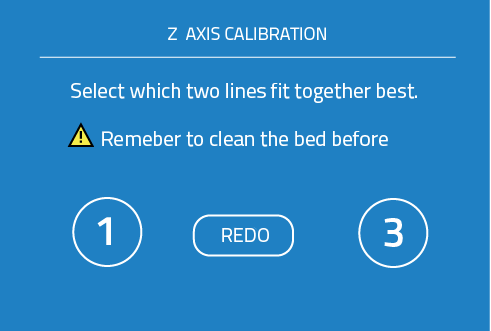 Z AXIS CALIBRATION
Select which two lines fit together best.
Remeber to clean the bed before
1 REDO 3